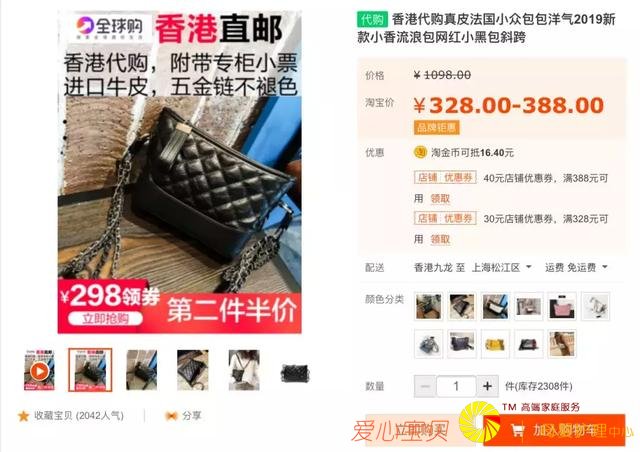 全球购
香港直邮
香港代购，附带专柜小票
进口牛皮，五金链不褪色
¥298领券
立即抢购
第二件半价
收藏宝贝 (2042人气)
分享
代购 香港代购真皮法国小众包包洋气2019新
款小香流浪包网红小黑包斜跨
价格 ¥ 1098.00
淘宝价 ¥ 328.00-388.00
品牌钜惠
优惠 淘金币可抵16.40元
店铺 优惠券 40元店铺优惠券，满388元可
用 领取
店铺 优惠券 30元店铺优惠券，满328元可
用 领取
配送 香港九龙 至 上海松江区 运费 免运费
颜色分类
数量 - 1 + 件(库存2308件)
TM 高端家庭服务
立即购买
爱心宝贝
加入购物车